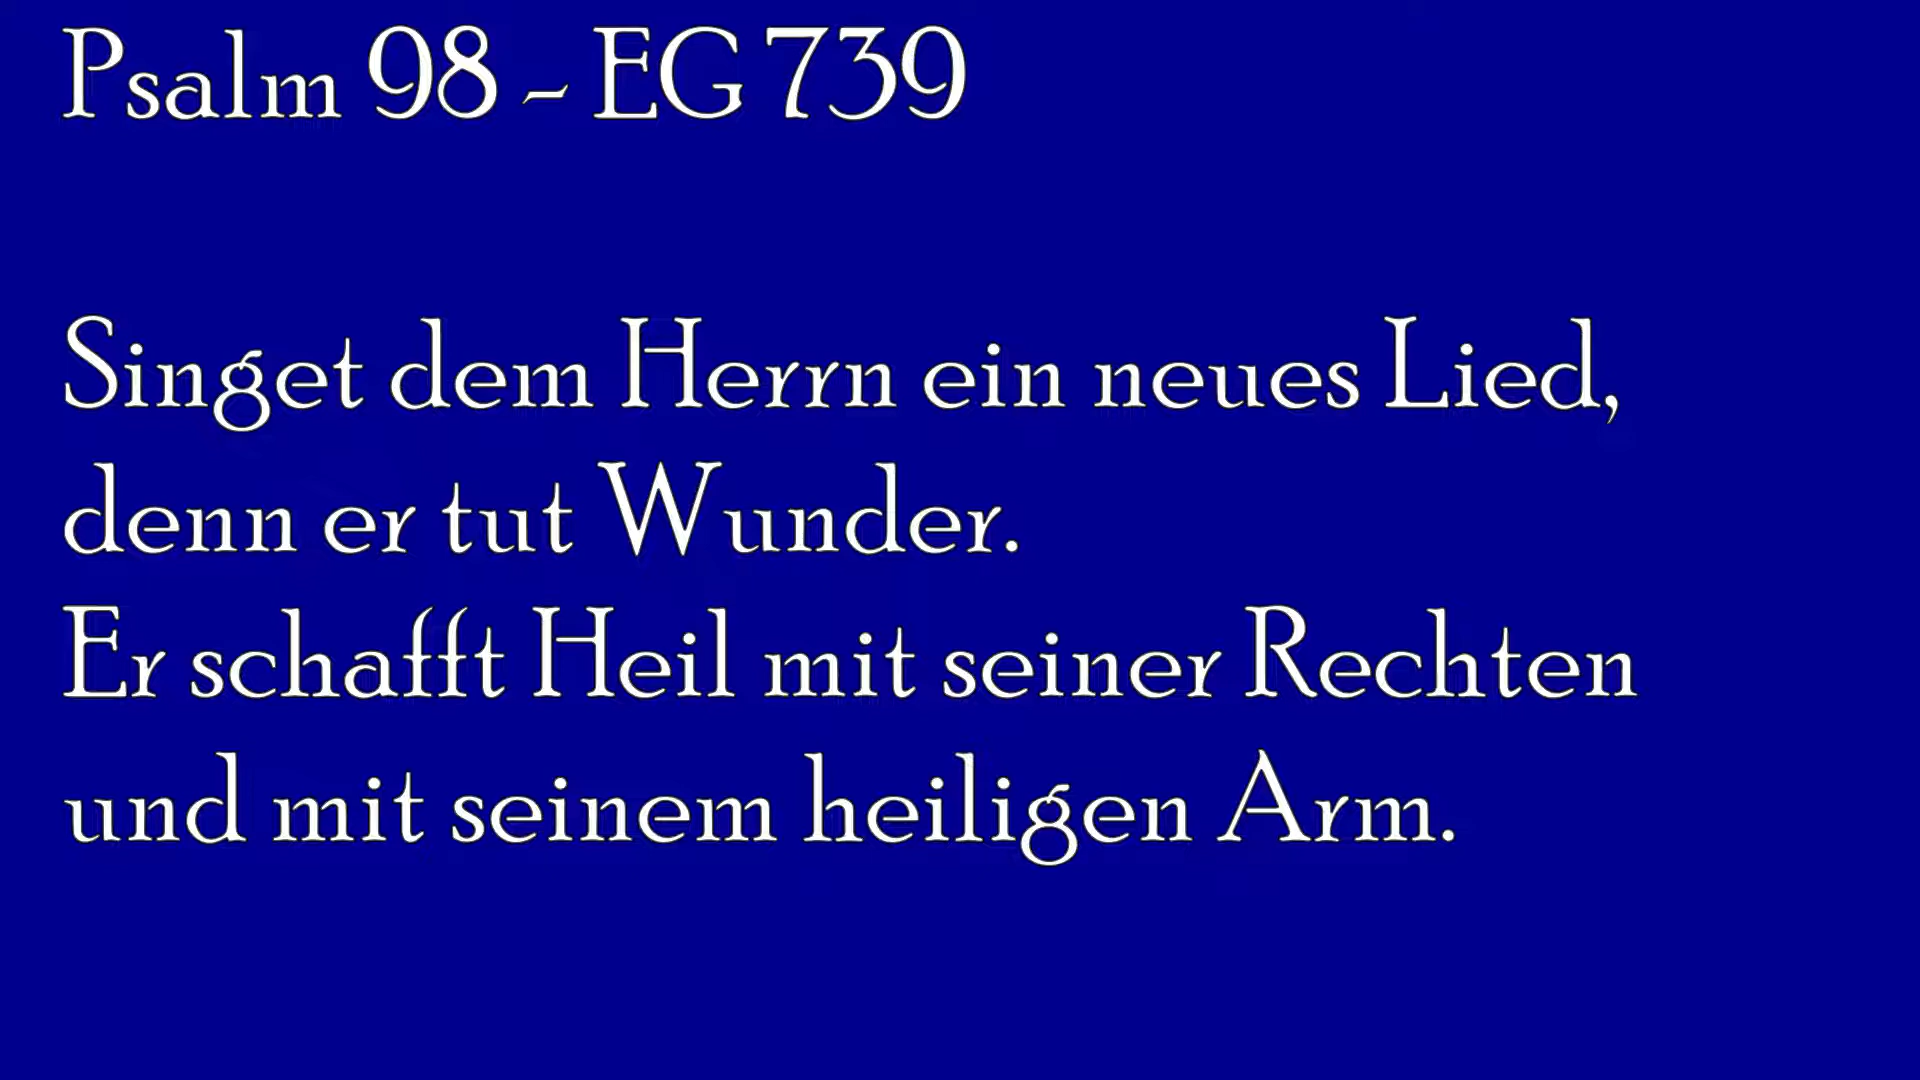 Psalm 98 - EG 739
Singet dem Herrn ein neues Lied,
denn er tut Wunder.
Er schafft Heil mit seiner Rechten
und mit seinem heiligen Arm.